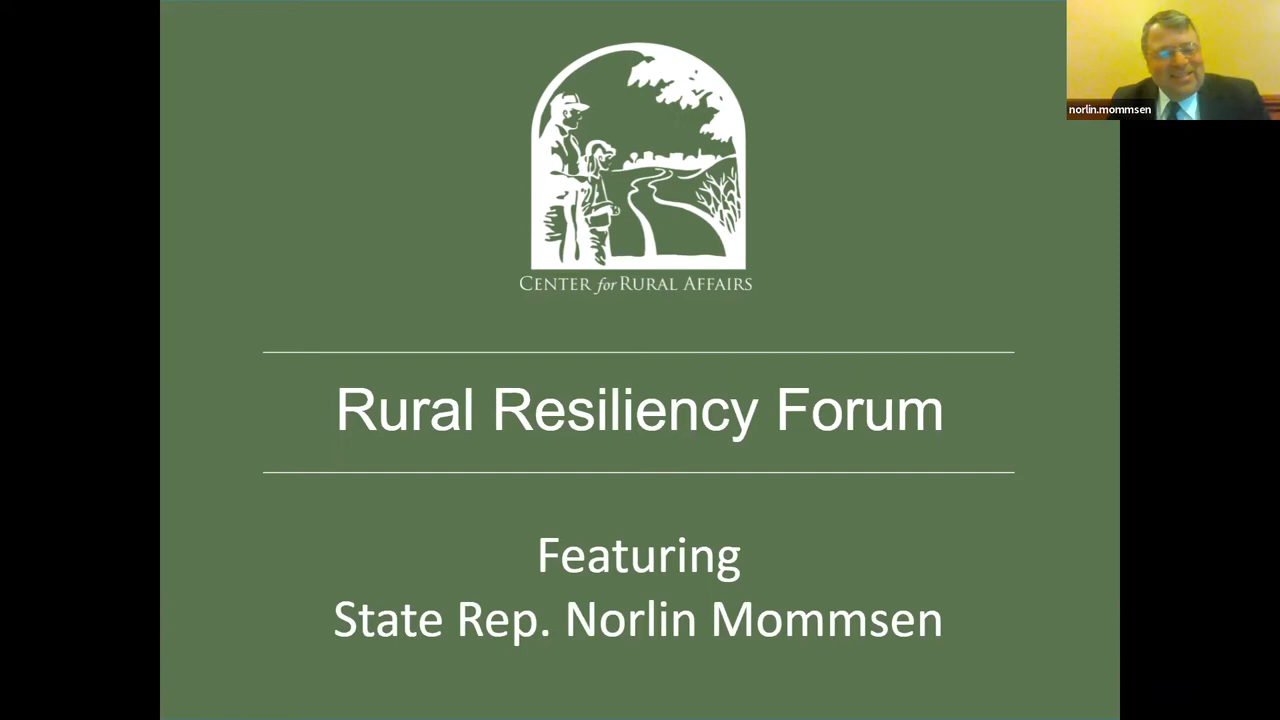 norlin.mommsen
CENTER for RURAL AFFAIRS
Rural Resiliency Forum
Featuring
State Rep. Norlin Mommsen